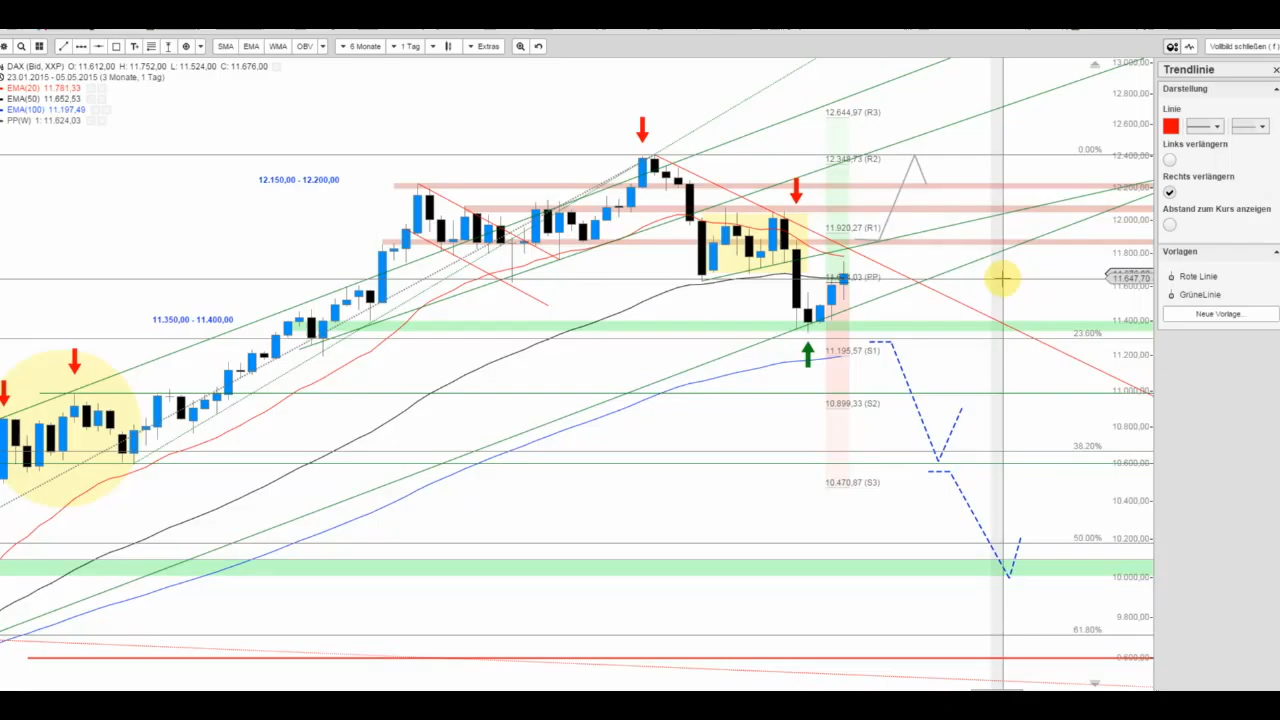 SMA EMA WMA OBV 6 Monate 1 Tag Extras
Vollbild schließen ( f )
DAX (Bid, XXP) O: 11.612,00 H: 11.752,00 L: 11.524,00 C: 11.676,00
23.01.2015 - 05.05.2015 (3 Monate, 1 Tag)
EMA(20) 11.781,33
EMA(50) 11.652,53
EMA(100) 11.197,49
PP(W) 1: 11.624,03
12.150,00 - 12.200,00
11.350,00 - 11.400,00
12.644,97 (R3)
12.348,73 (R2)
11.920,27 (R1)
(PP)
11.195,57 (S1)
10.899,33 (S2)
10.470,87 (S3)
0.00%
23.60%
38.20%
50.00%
61.80%
13.000,00
12.800,00
12.600,00
12.400,00
12.200,00
12.000,00
11.800,00
11.647,70
11.600,00
11.400,00
11.200,00
11.000,00
10.800,00
10.600,00
10.400,00
10.200,00
10.000,00
9.800,00
Trendlinie
Darstellung
Linie
Links verlängern
Rechts verlängern
Abstand zum Kurs anzeigen
Vorlagen
Rote Linie
GrüneLinie
Neue Vorlage...